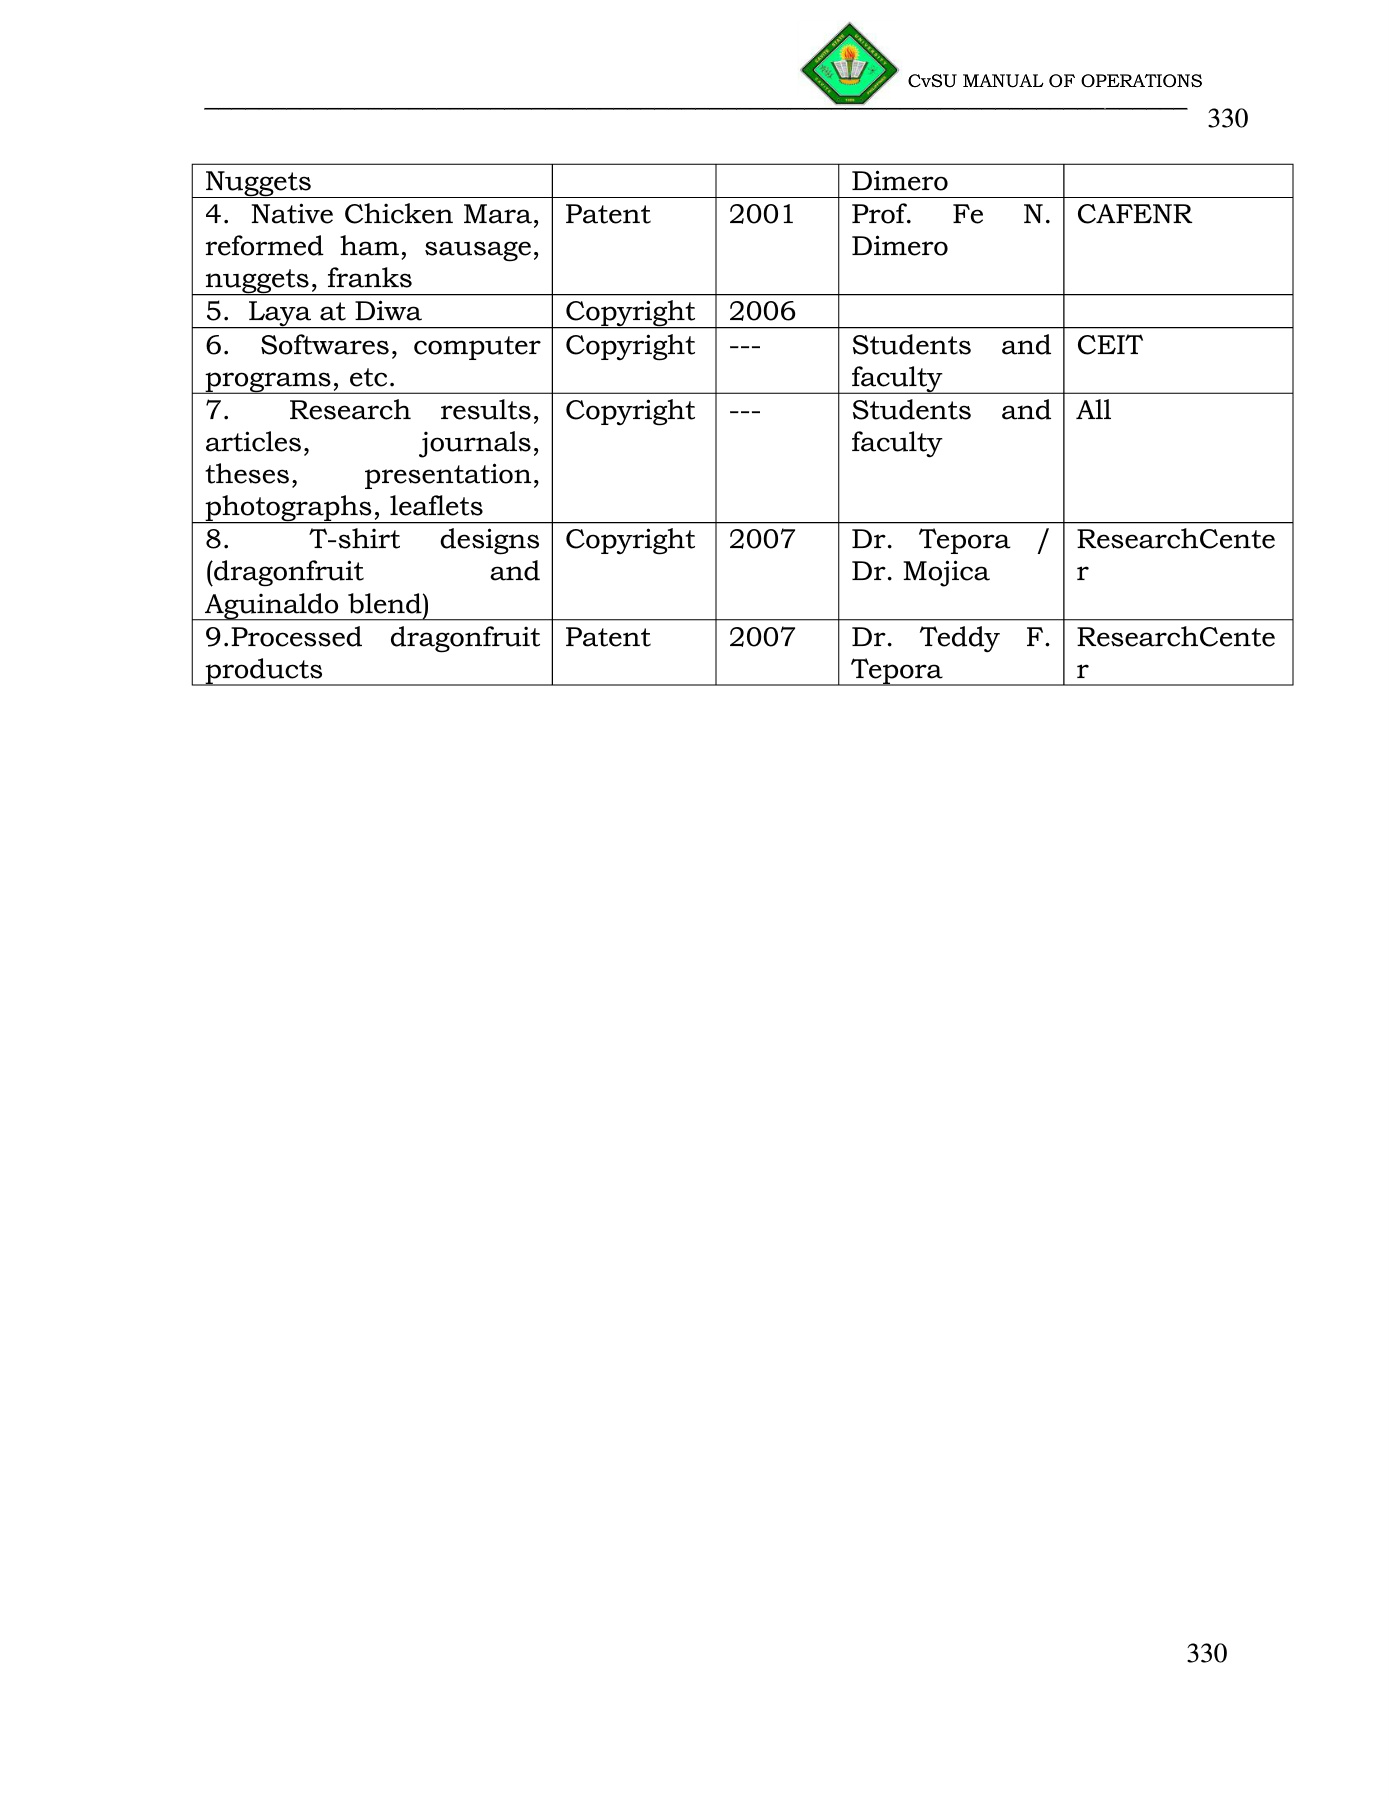 CvSU MANUAL OF OPERATIONS
330
Nuggets Dimero
4. Native Chicken Mara, Patent 2001 Prof. Fe N. CAFENR
reformed ham, sausage, Dimero
nuggets, franks
5. Laya at Diwa Copyright 2006
6. Softwares, computer Copyright --- Students and CEIT
programs, etc. faculty
7. Research results, Copyright --- Students and All
articles, journals, faculty
theses, presentation,
photographs, leaflets
8. T-shirt designs Copyright 2007 Dr. Tepora / ResearchCente
(dragonfruit and Dr. Mojica r
Aguinaldo blend)
9.Processed dragonfruit Patent 2007 Dr. Teddy F. ResearchCente
products Tepora r
330